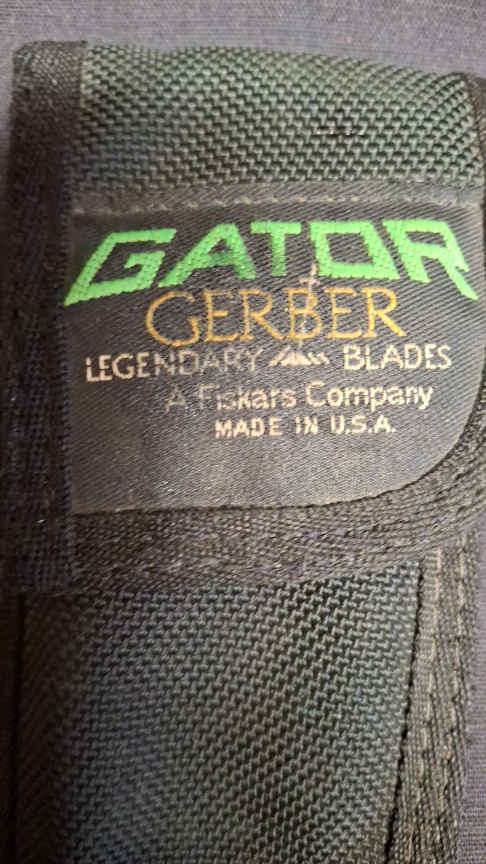 GATOR
GERBER
LEGENDARY BLADES
A Fiskars Company
MADE IN U.S.A.